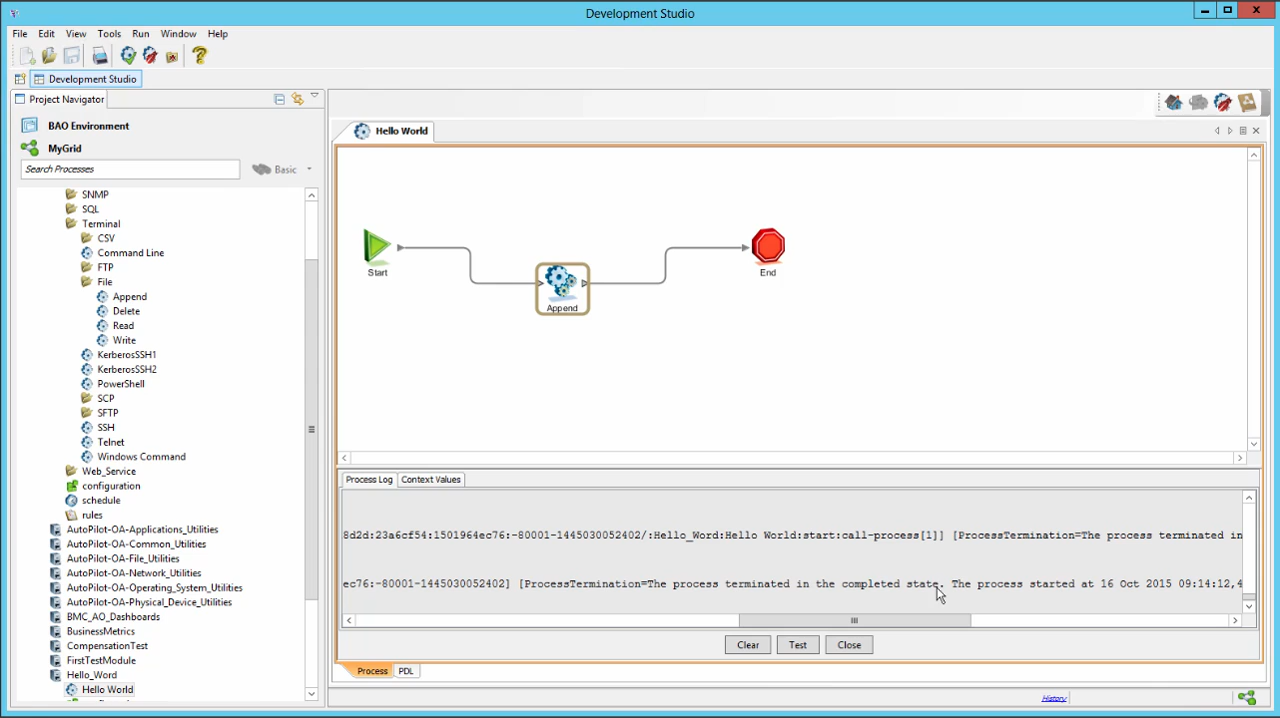 Development Studio
File Edit View Tools Run Window Help
Development Studio
Project Navigator
BAO Environment
MyGrid
Search Processes
Basic
SNMP
SQL
Terminal
CSV
Command Line
FTP
File
Append
Delete
Read
Write
KerberosSSH1
KerberosSSH2
PowerShell
SCP
SFTP
SSH
Telnet
Windows Command
Web_Service
configuration
schedule
rules
AutoPilot-OA-Applications_Utilities
AutoPilot-OA-Common_Utilities
AutoPilot-OA-File_Utilities
AutoPilot-OA-Network_Utilities
AutoPilot-OA-Operating_System_Utilities
AutoPilot-OA-Physical_Device_Utilities
BMC_AO_Dashboards
BusinessMetrics
CompensationTest
FirstTestModule
Hello_Word
Hello World
Hello World
Start
Append
End
Process Log Context Values
8d2d:23a6cf54:1501964ec76:-80001-1445030052402/:Hello_Word:Hello World:start:call-process[1]] [ProcessTermination=The process terminated in
ec76:-80001-1445030052402] [ProcessTermination=The process terminated in the completed state. The process started at 16 Oct 2015 09:14:12,4
Clear Test Close
Process PDL
History